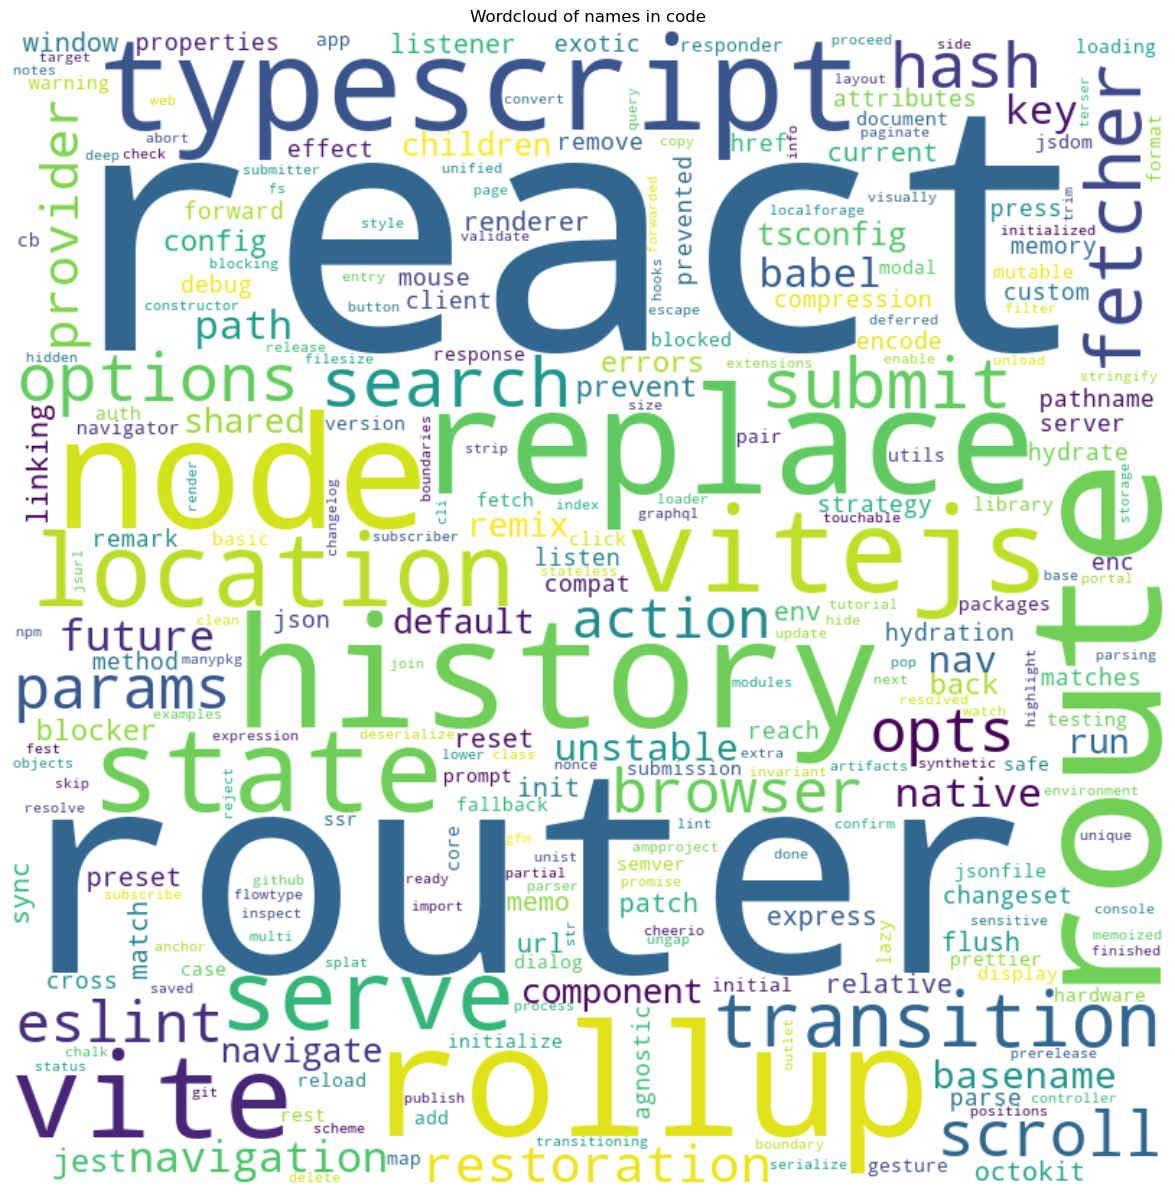 Wordcloud of names in code
window
properties
app
listener
exotic
responder
proceed
side
loading
target
notes
warning
web
typescript
convert
query
layout
hash
attributes
document
key
terser
provider
abort
deep
check
effect
children
remove
copy
href
info
paginate
current
jsdom
fetcher
format
submitter
unified
fs
page
react
forward
style
renderer
validate
forwarded
prevented
localforage
visually
press
trim
initialized
cb
config
blocking
tsconfig
memory
debug
entry
mouse
hooks
babel
modal
mutable
constructor
button
client
escape
compression
custom
filter
path
deferred
release
blocked
encode
hidden
filesize
response
errors
extensions
enable
unload
stringify
options
search
prevent
submit
pathname
auth
shared
version
size
server
linking
navigator
node
boundaries
replace
strip
pair
utils
hydrate
render
changelog
cli
fetch
index
loader
graphql
strategy
touchable
library
storage
route
remark
basic
subscriber
remix
click
vitejs
jsurl
location
listen
stateless
compat
enc
base
portal
clean
json
default
action
env
tutorial
hide
packages
npm
future
update
hydration
method
manypkg
join
history
modules
pop
next
nav
back
resolved
watch
highlight
parsing
matches
params
examples
blocker
expression
deserialize
reset
reach
opts
testing
run
fest
objects
state
lower
class
unstable
extra
nonce
submission
invariant
artifacts
synthetic
safe
skip
prompt
init
browser
native
environment
resolve
reject
fallback
ssr
router
core
gfm
lint
confirm
unique
unist
ampproject
done
sync
preset
subscribe
github
flowtype
inspect
ready
import
partial
parser
memo
semver
promise
patch
jsonfile
changeset
console
match
multi
anchor
url
str
cheerio
ungap
express
lazy
sensitive
flush
memoized
finished
cross
case
splat
dialog
prettier
display
saved
serve
process
component
initial
relative
hardware
eslint
chalk
status
navigate
initialize
agnostic
outlet
transition
prerelease
vite
git
reload
rollup
basename
publish
parse
controller
rest
scheme
add
positions
scroll
jest
navigation
map
transitioning
boundary
delete
restoration
serialize
gesture
octokit